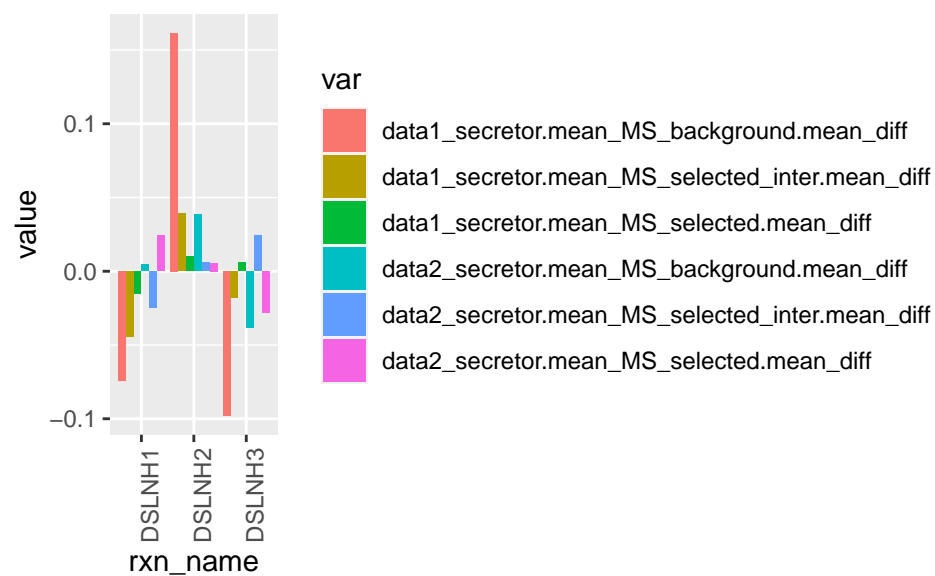 value
0.1
0.0
−0.1
DSLNH1
DSLNH2
DSLNH3
rxn_name
var
data1_secretor.mean_MS_background.mean_diff
data1_secretor.mean_MS_selected_inter.mean_diff
data1_secretor.mean_MS_selected.mean_diff
data2_secretor.mean_MS_background.mean_diff
data2_secretor.mean_MS_selected_inter.mean_diff
data2_secretor.mean_MS_selected.mean_diff